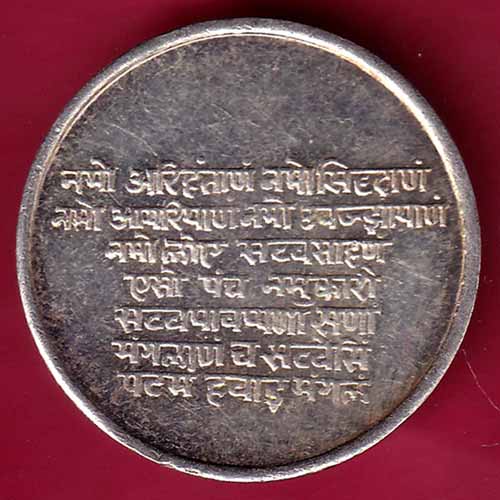 नमो अरिहंताणं नमो सिद्धाणं
नमो आयरियाणं नमो उवज्झायाणं
नमो लोए सव्वसाहूण
एसो पंच नमुकारो
सव्वपावप्पणासणो
मंगलाणं च सव्वेसिं
पढम हवाइ मंगलं